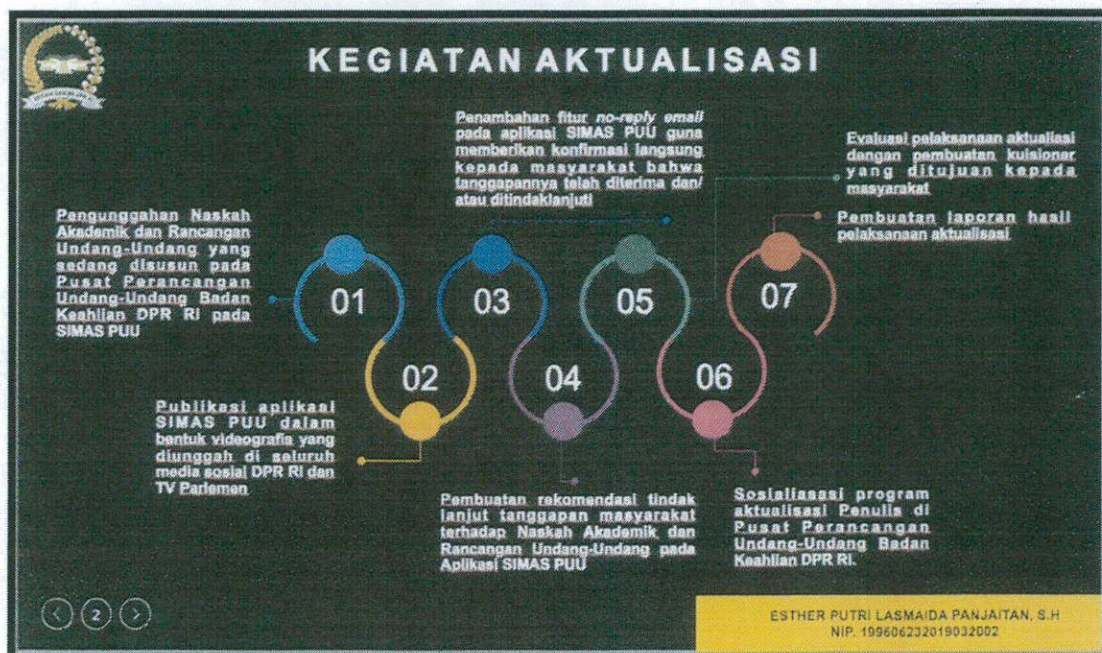 KEGIATAN AKTUALISASI
Pengunggahan Naskah
Akademik dan Rancangan
Undang-Undang yang
sedang disusun pada
Pusat Perancangan
Undang-Undang Badan
Keahlian DPR RI pada
SIMAS PUU
01
Publikasi aplikasi
SIMAS PUU dalam
bentuk videografis yang
diunggah di seluruh
media sosial DPR RI dan
TV Parlemen
02
Penambahan fitur no-reply email
pada aplikasi SIMAS PUU guna
memberikan konfirmasi langsung
kepada masyarakat bahwa
tanggapannya telah diterima dan/
atau ditindaklanjuti
03
04
Pembuatan rekomendasi tindak
lanjut tanggapan masyarakat
terhadap Naskah Akademik dan
Rancangan Undang-Undang pada
Aplikasi SIMAS PUU
05
Evaluasi pelaksanaan aktualiasi
dengan pembuatan kuisioner
yang ditujuan kepada
masyarakat
06
Sosialiasasi program
aktualisasi Penulis di
Pusat Perancangan
Undang-Undang Badan
Keahlian DPR RI.
07
Pembuatan laporan hasil
pelaksanaan aktualisasi
2
ESTHER PUTRI LASMAIDA PANJAITAN, S.H
NIP. 199606232019032002